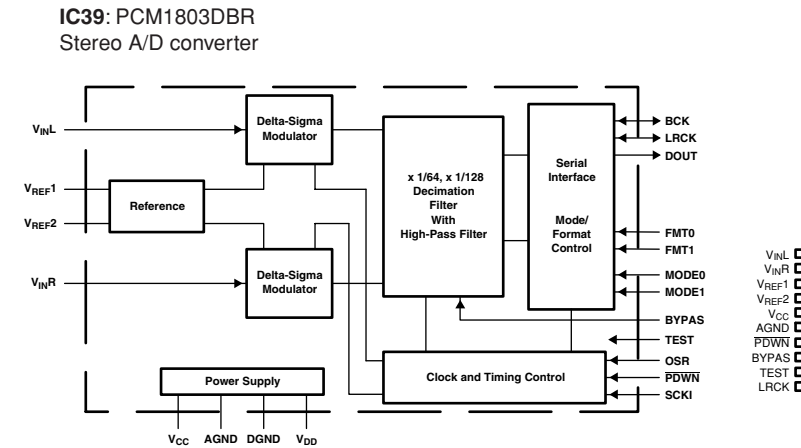 IC39: PCM1803DBR
Stereo A/D converter
VINL
Delta-Sigma
Modulator
VREF1
VREF2
Reference
VINR
Delta-Sigma
Modulator
x 1/64, x 1/128
Decimation
Filter
With
High-Pass Filter
Serial
Interface
Mode/
Format
Control
BCK
LRCK
DOUT
FMT0
FMT1
MODE0
MODE1
BYPAS
TEST
OSR
PDWN
SCKI
Clock and Timing Control
Power Supply
VCC AGND DGND VDD
VINL
VINR
VREF1
VREF2
VCC
AGND
PDWN
BYPAS
TEST
LRCK